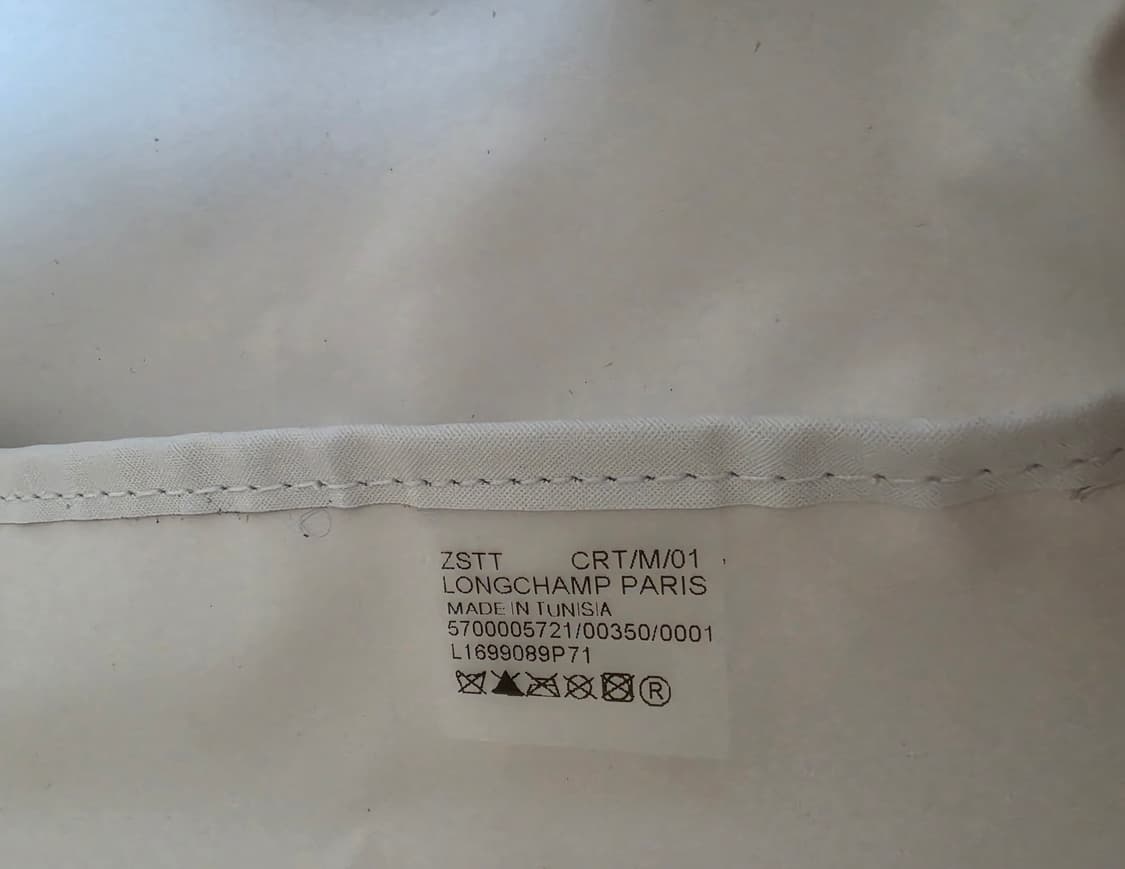 ZSTT CRT/M/01
LONGCHAMP PARIS
MADE IN TUNISIA
5700005721/00350/0001
L1699089P71
®